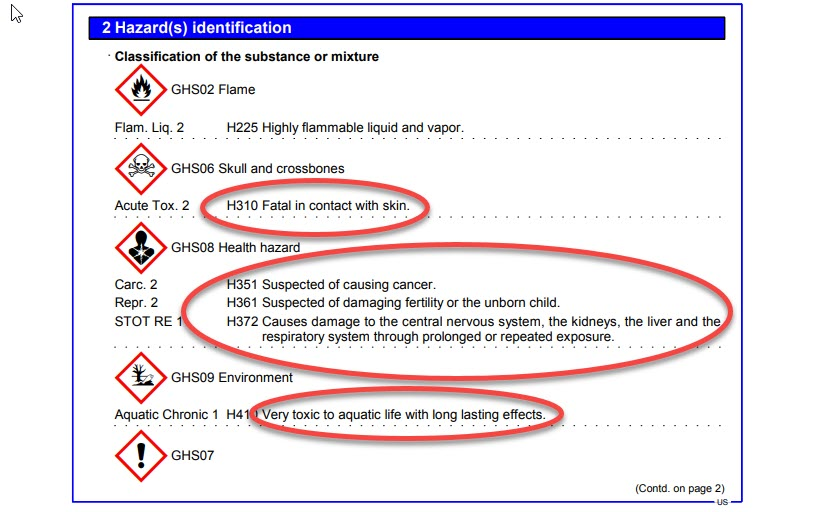 2 Hazard(s) identification
· Classification of the substance or mixture
GHS02 Flame
Flam. Liq. 2 H225 Highly flammable liquid and vapor.
GHS06 Skull and crossbones
Acute Tox. 2 H310 Fatal in contact with skin.
GHS08 Health hazard
Carc. 2 H351 Suspected of causing cancer.
Repr. 2 H361 Suspected of damaging fertility or the unborn child.
STOT RE 1 H372 Causes damage to the central nervous system, the kidneys, the liver and the
respiratory system through prolonged or repeated exposure.
GHS09 Environment
Aquatic Chronic 1 H410 Very toxic to aquatic life with long lasting effects.
GHS07
(Contd. on page 2)
US